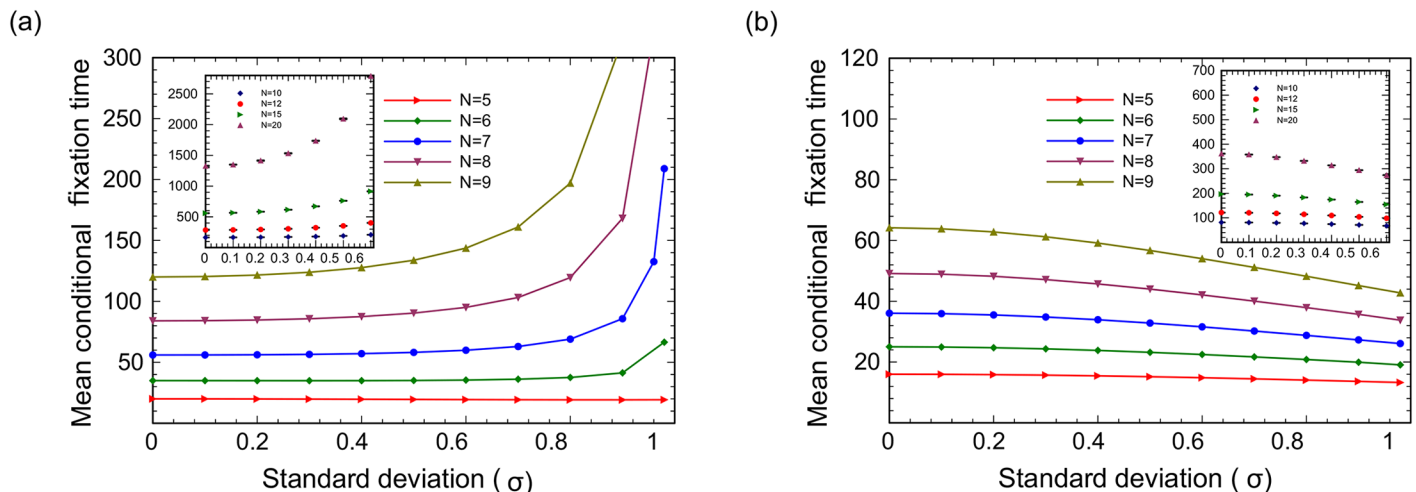 (a)
Mean conditional fixation time
300
250
200
150
100
50
0
0.2
0.4
0.6
0.8
1
Standard deviation ( σ)
N=5
N=6
N=7
N=8
N=9
2500
2000
1500
1000
500
0
0.1
0.2
0.3
0.4
0.5
0.6
N=10
N=12
N=15
N=20
(b)
Mean conditional fixation time
120
100
80
60
40
20
0
0.2
0.4
0.6
0.8
1
Standard deviation ( σ)
N=5
N=6
N=7
N=8
N=9
700
600
500
400
300
200
100
0
0.1
0.2
0.3
0.4
0.5
0.6
N=10
N=12
N=15
N=20